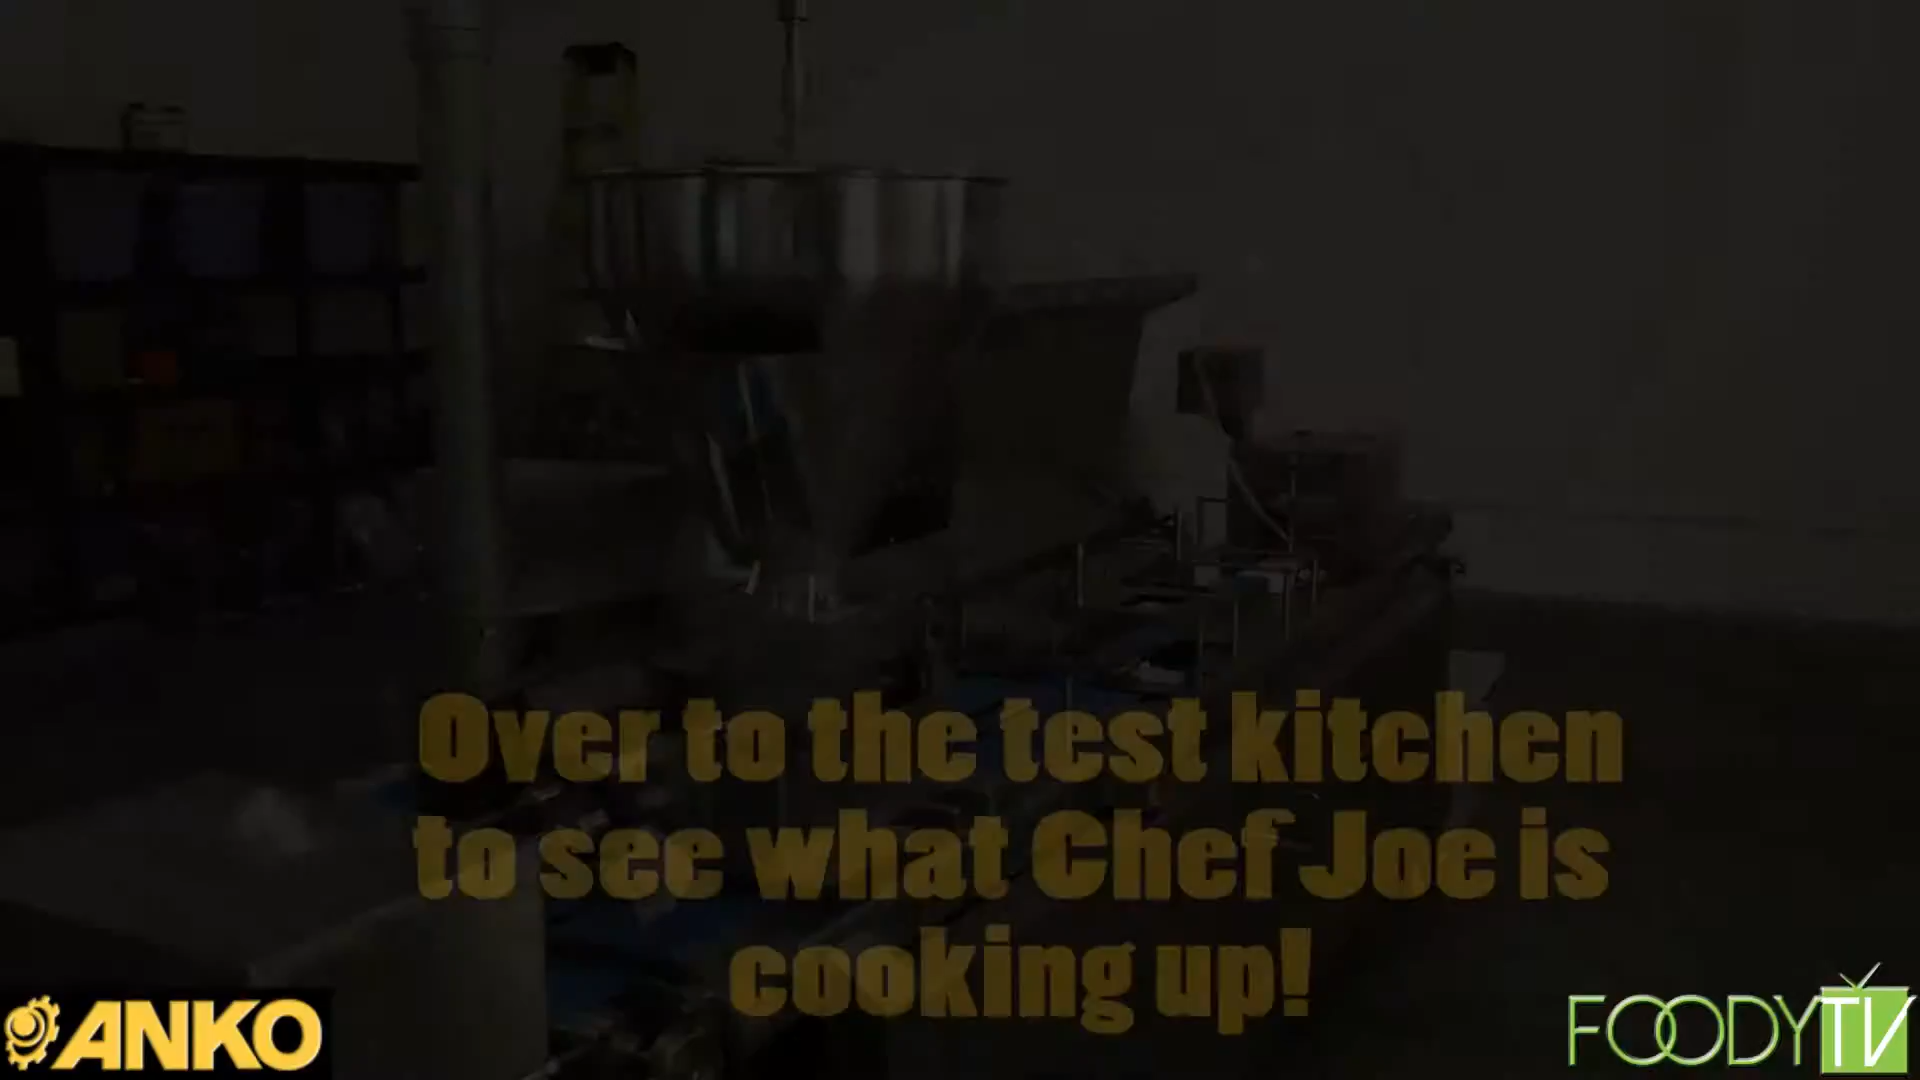 Over to the test kitchen
to see what Chef Joe is
cooking up!
ANKO
FOODYTV